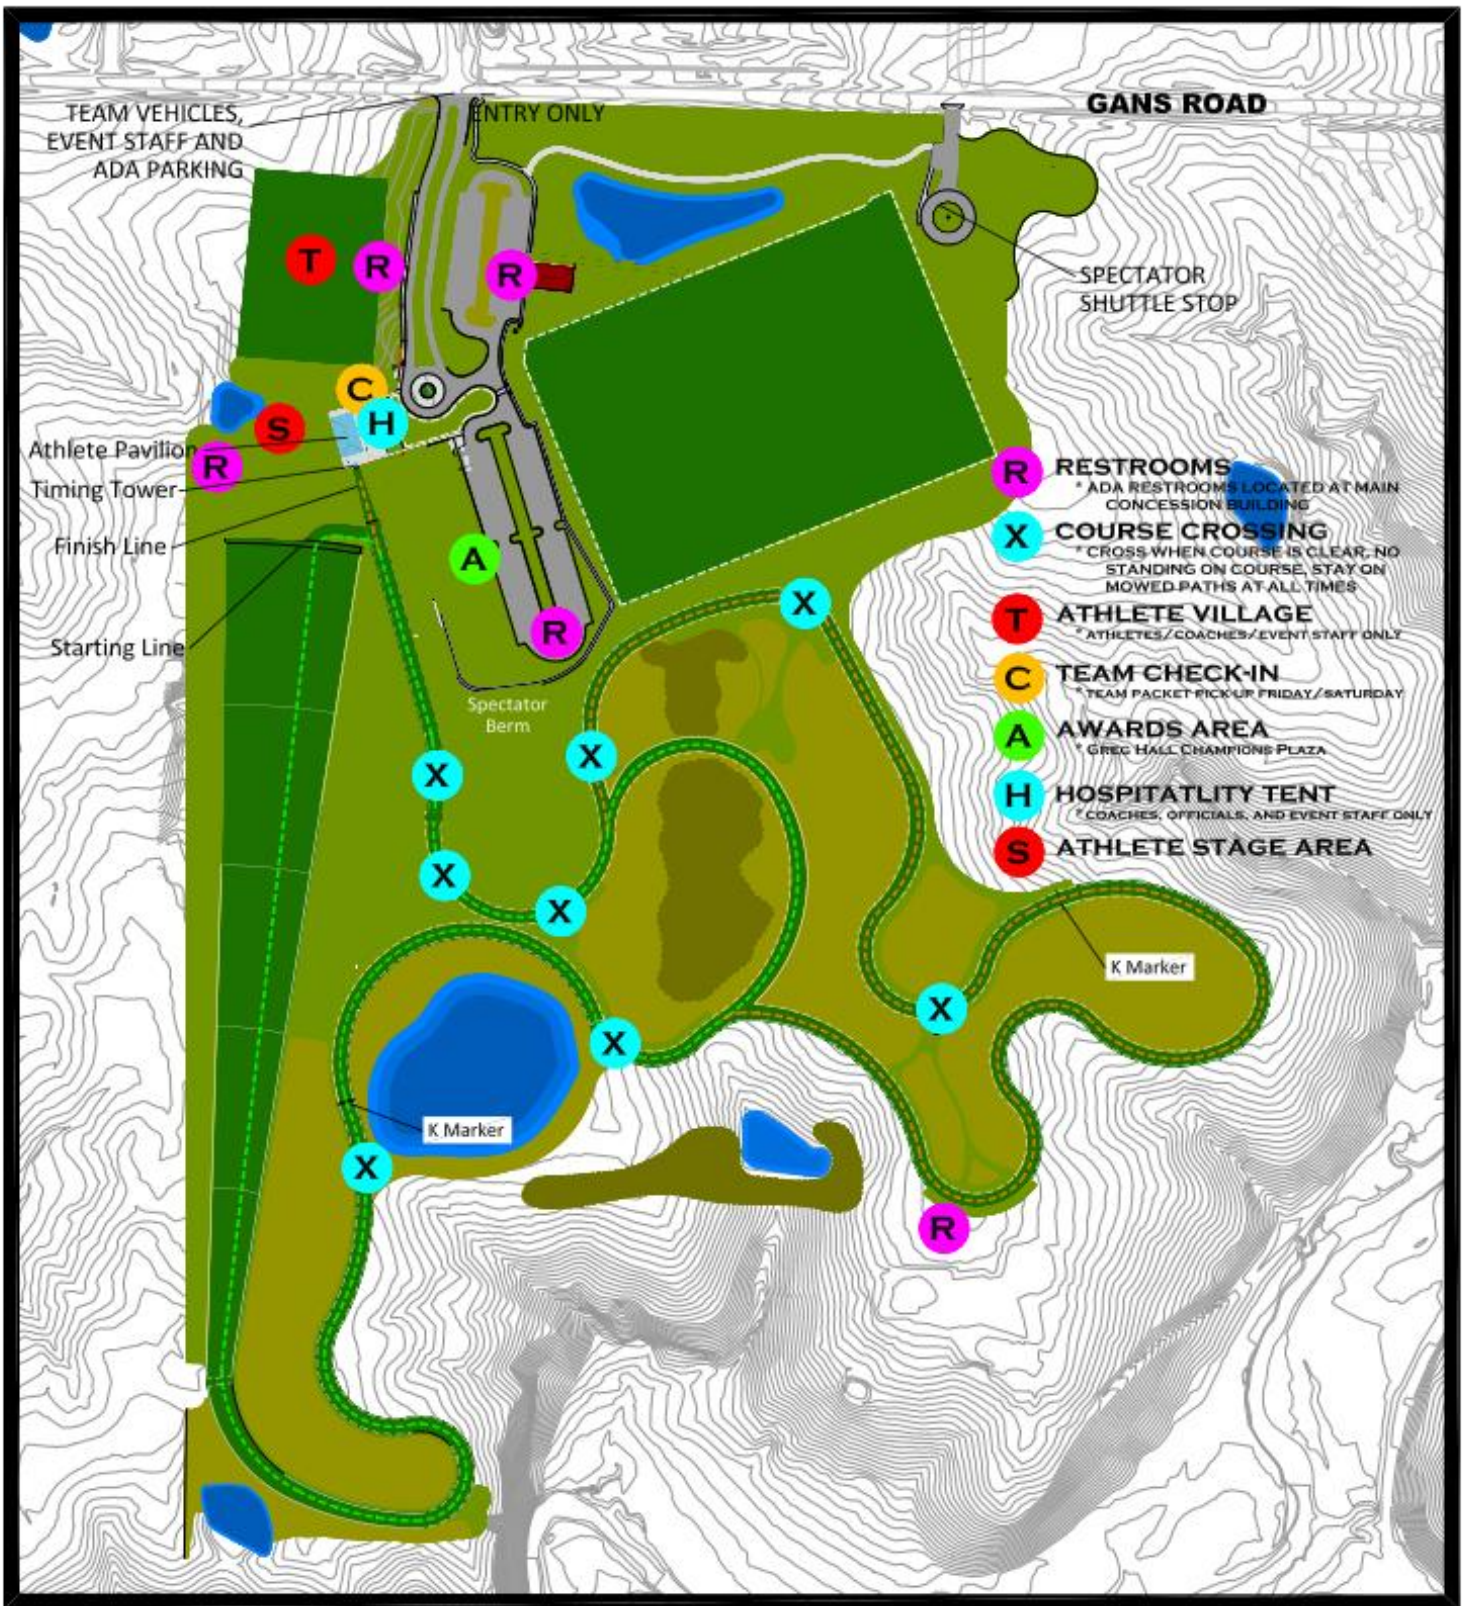 GANS ROAD
TEAM VEHICLES,
EVENT STAFF AND
ADA PARKING
ENTRY ONLY
SPECTATOR
SHUTTLE STOP
T
R
R
C
H
S
R
Athlete Pavilion
Timing Tower
Finish Line
Starting Line
A
R
Spectator
Berm
X
X
X
X
X
X
X
X
K Marker
K Marker
R
R RESTROOMS
* ADA RESTROOMS LOCATED AT MAIN
CONCESSION BUILDING
X COURSE CROSSING
* CROSS WHEN COURSE IS CLEAR, NO
STANDING ON COURSE, STAY ON
MOWED PATHS AT ALL TIMES
T ATHLETE VILLAGE
* ATHLETES/COACHES/EVENT STAFF ONLY
C TEAM CHECK-IN
* TEAM PACKET PICK-UP FRIDAY/SATURDAY
A AWARDS AREA
* GREG HALL CHAMPIONS PLAZA
H HOSPITATLITY TENT
* COACHES, OFFICIALS, AND EVENT STAFF ONLY
S ATHLETE STAGE AREA